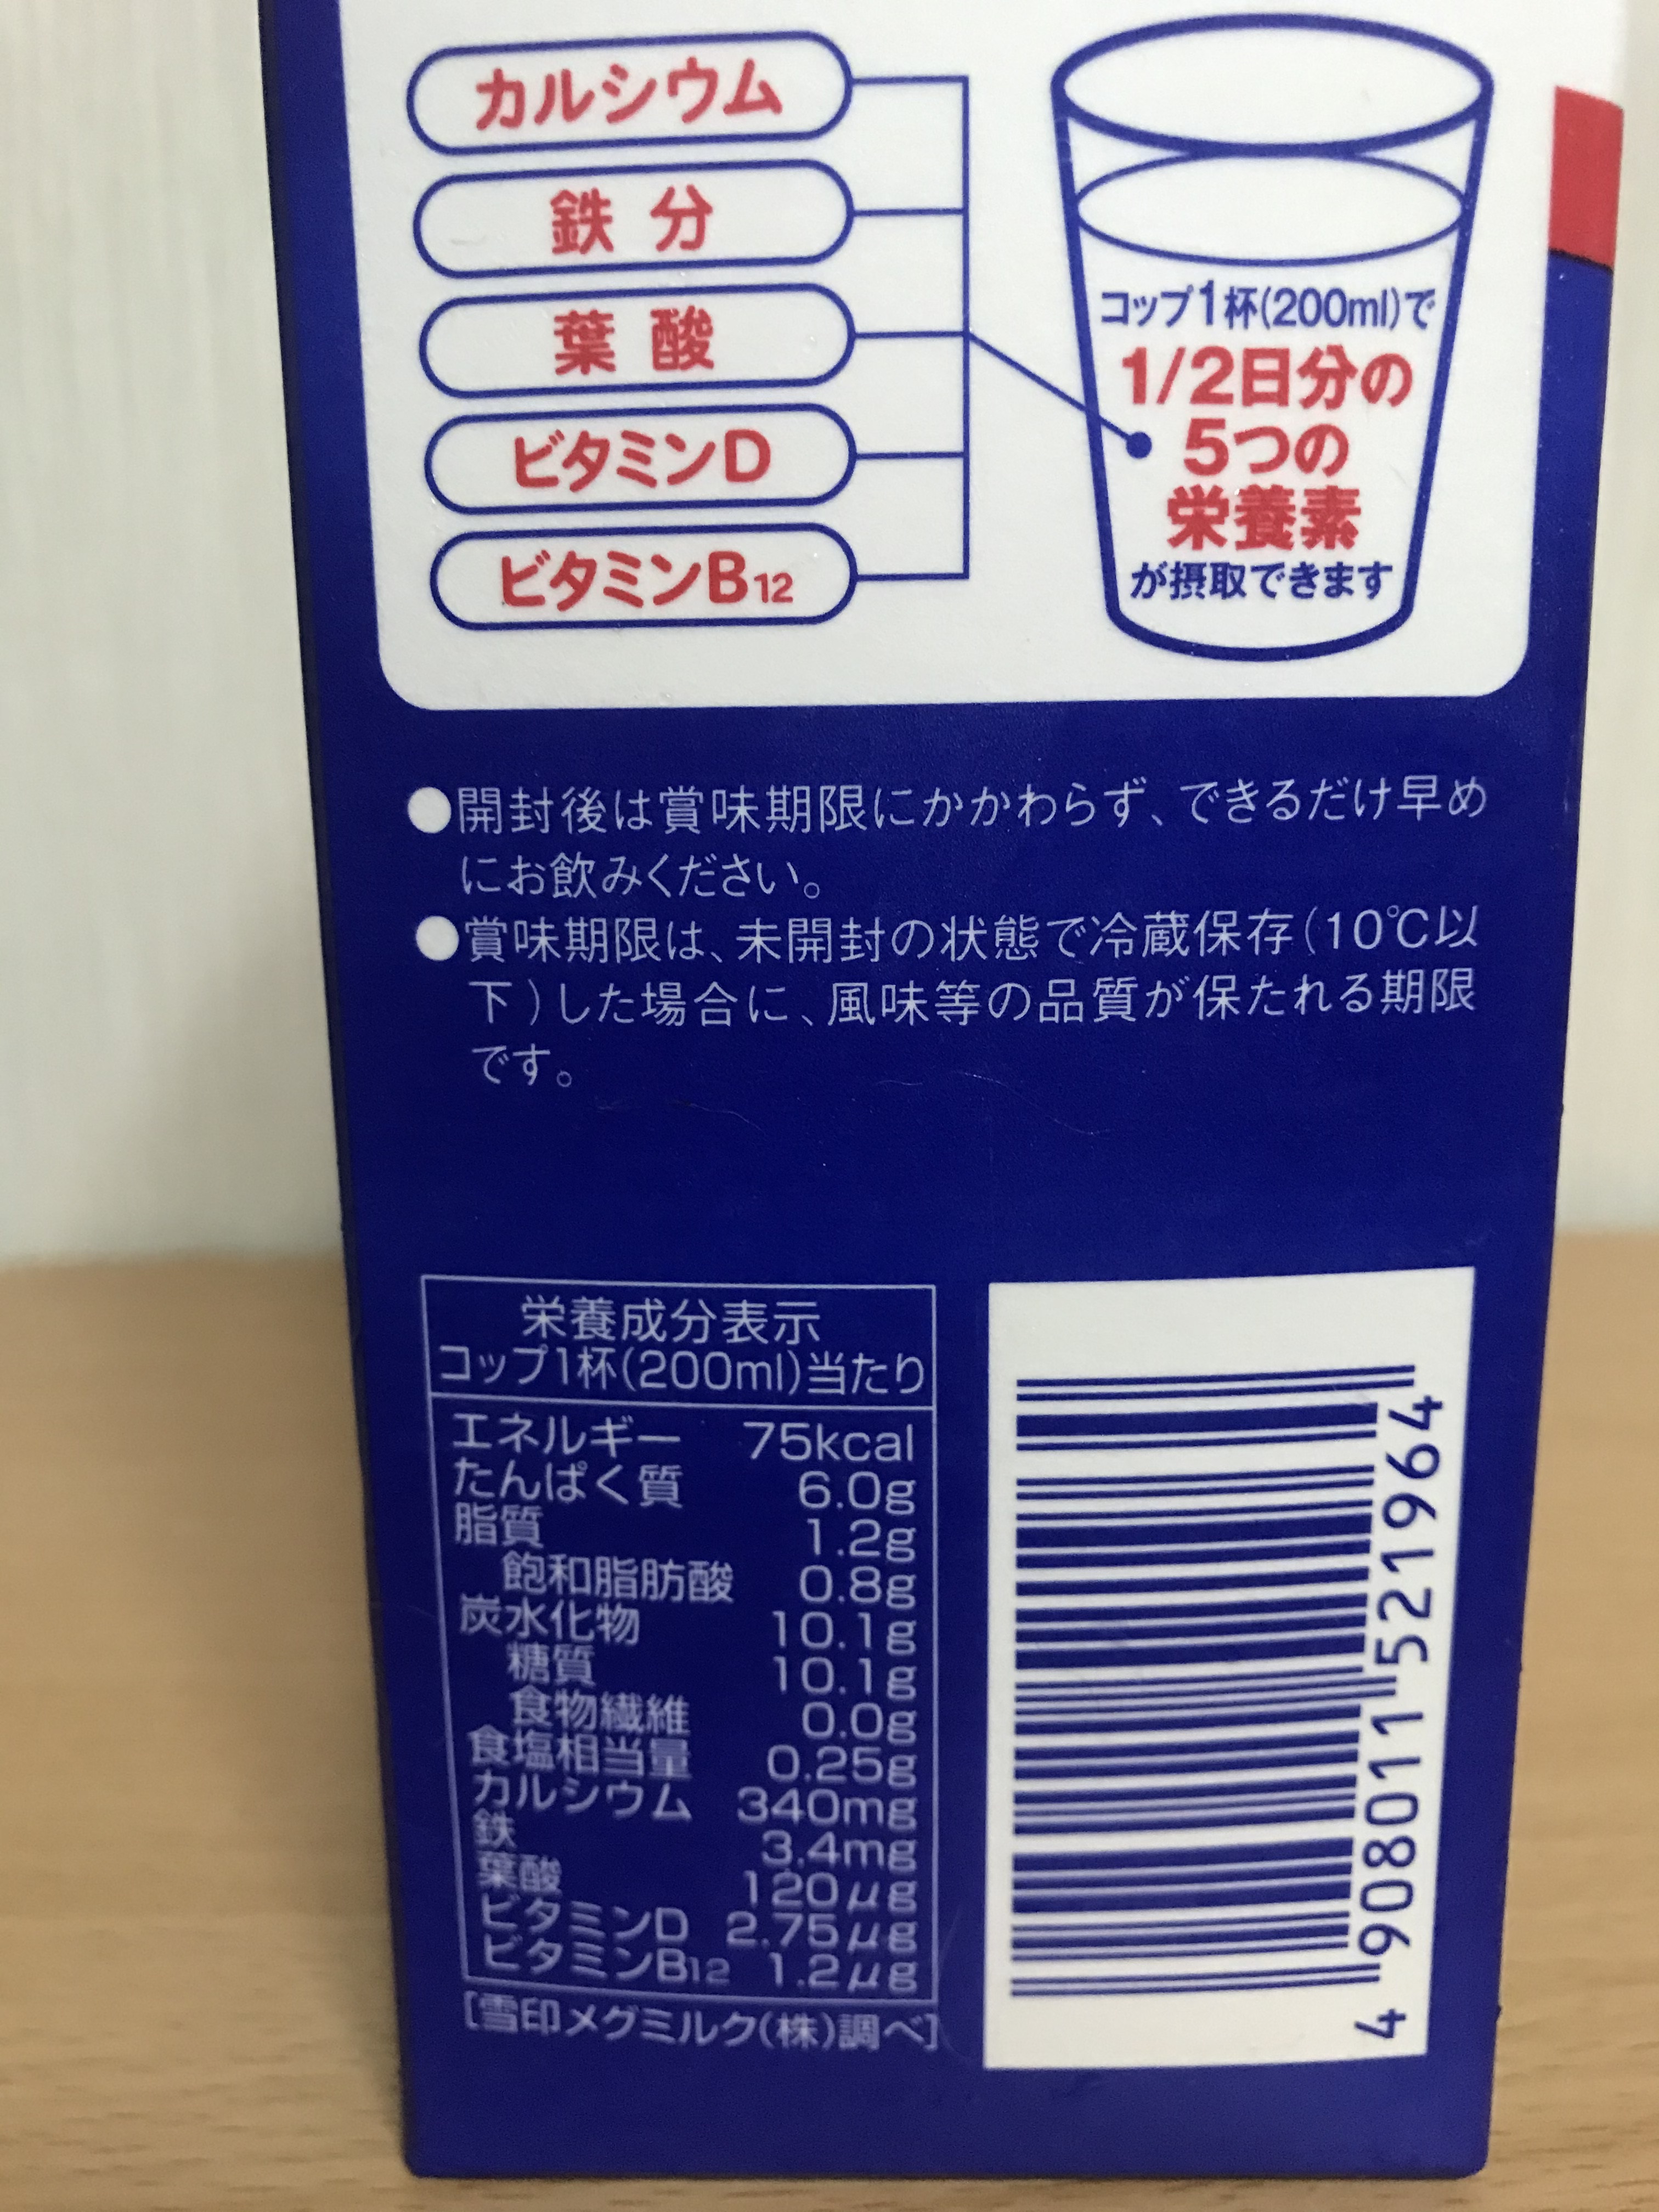 カルシウム
鉄分
葉酸
ビタミンD
ビタミンB12
コップ1杯(200ml)で
1/2日分の
5つの
栄養素
が摂取できます
●開封後は賞味期限にかかわらず、できるだけ早め
にお飲みください。
●賞味期限は、未開封の状態で冷蔵保存(10℃以
下)した場合に、風味等の品質が保たれる期限
です。
栄養成分表示
コップ1杯(200ml)当たり
エネルギー 75kcal
たんぱく質 6.0g
脂質 1.2g
飽和脂肪酸 0.8g
炭水化物 10.1g
糖質 10.1g
食物繊維 0.0g
食塩相当量 0.25g
カルシウム 340mg
鉄 3.4mg
葉酸 120μg
ビタミンD 2.75μg
ビタミンB12 1.2μg
[雪印メグミルク(株)調べ]
4 908011 521964